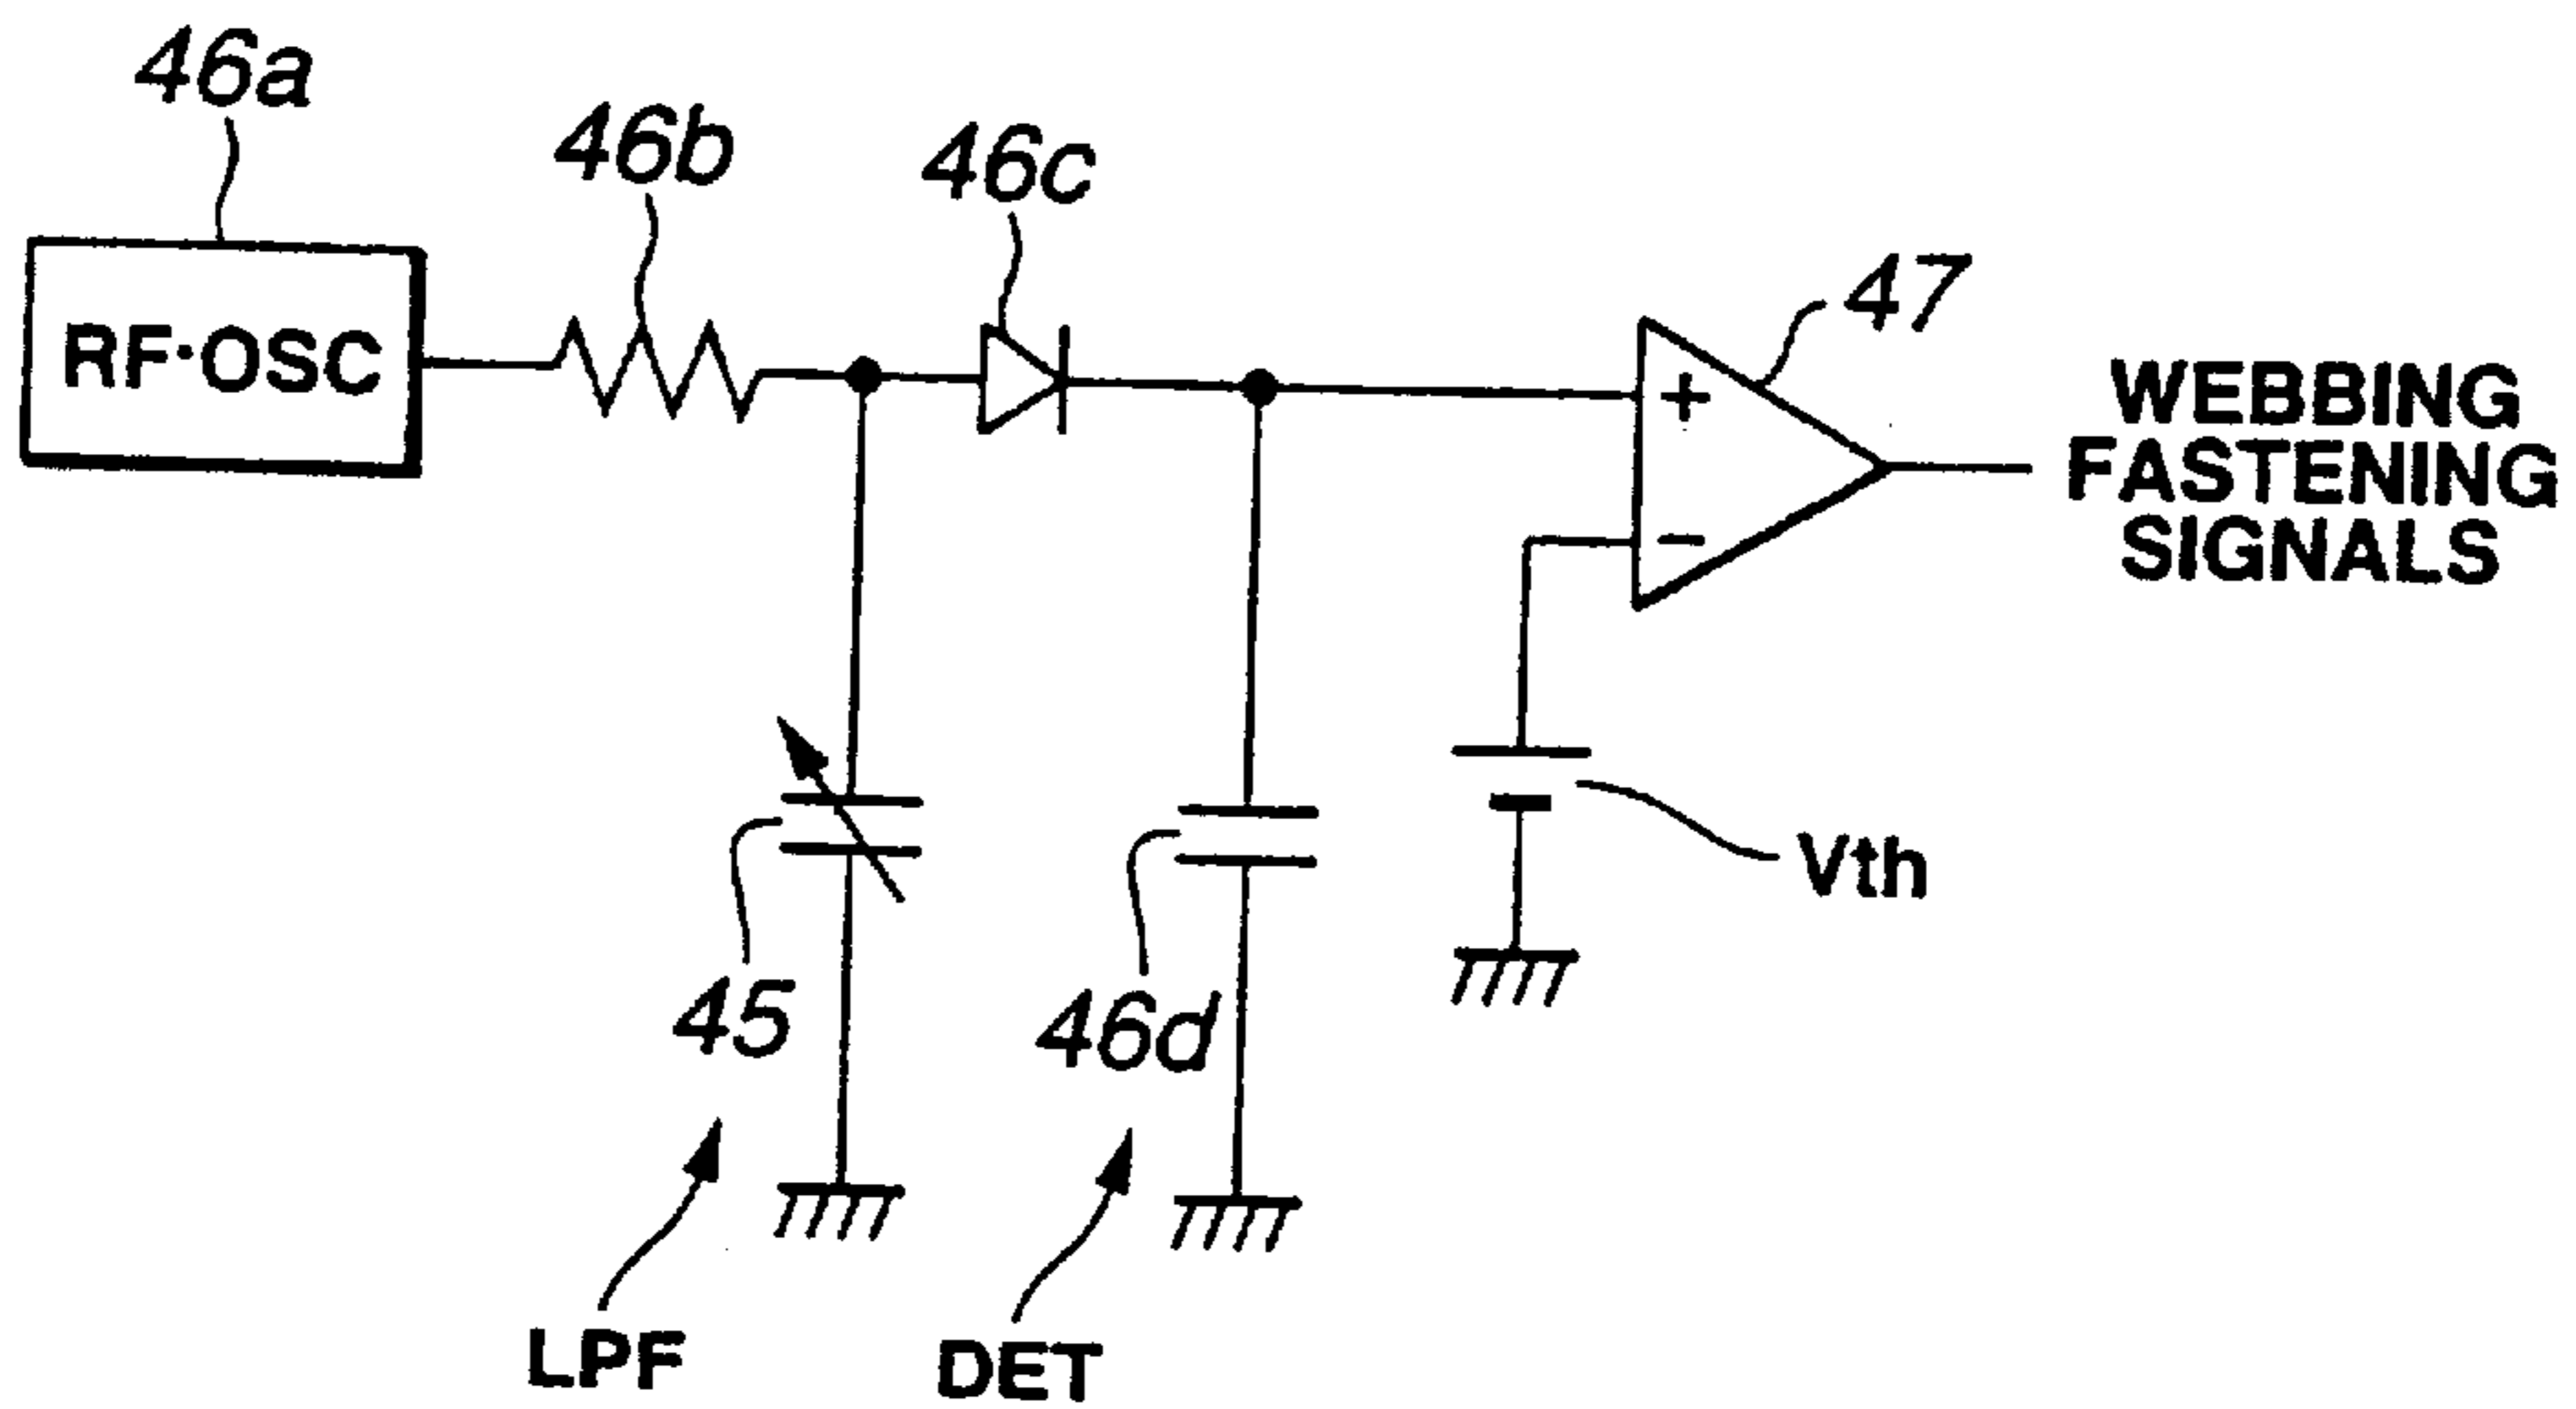 46a
46b
46c
47
RF·OSC
+
WEBBING
FASTENING
SIGNALS
−
Vth
45
46d
LPF
DET